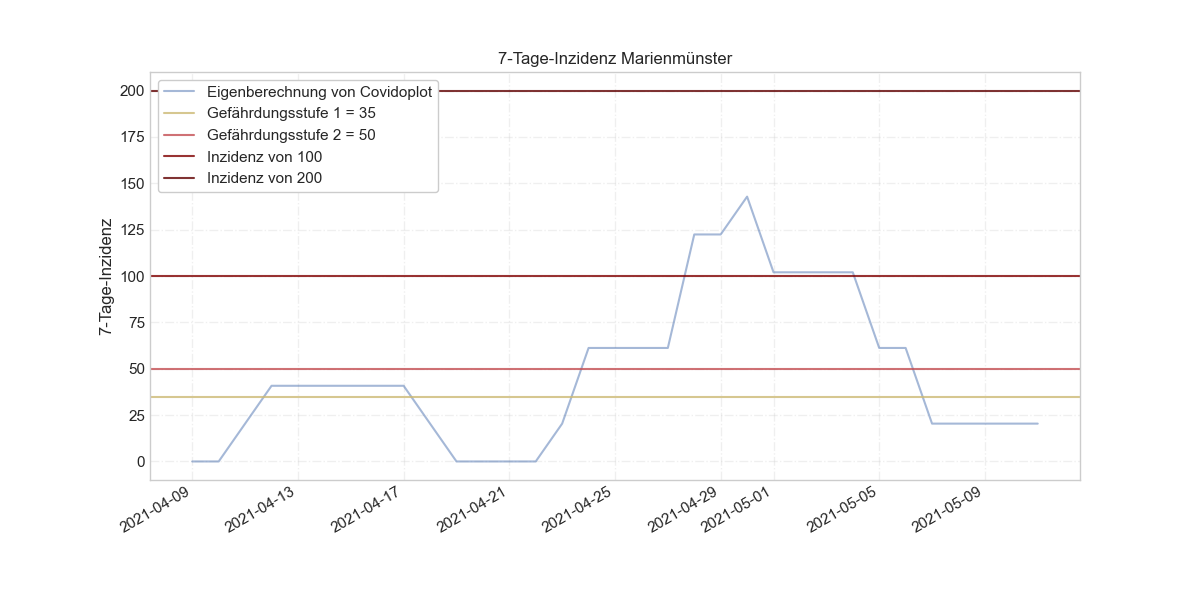 7-Tage-Inzidenz Marienmünster
Eigenberechnung von Covidoplot
Gefährdungsstufe 1 = 35
Gefährdungsstufe 2 = 50
Inzidenz von 100
Inzidenz von 200
7-Tage-Inzidenz
200
175
150
125
100
75
50
25
0
2021-04-09
2021-04-13
2021-04-17
2021-04-21
2021-04-25
2021-04-29
2021-05-01
2021-05-05
2021-05-09